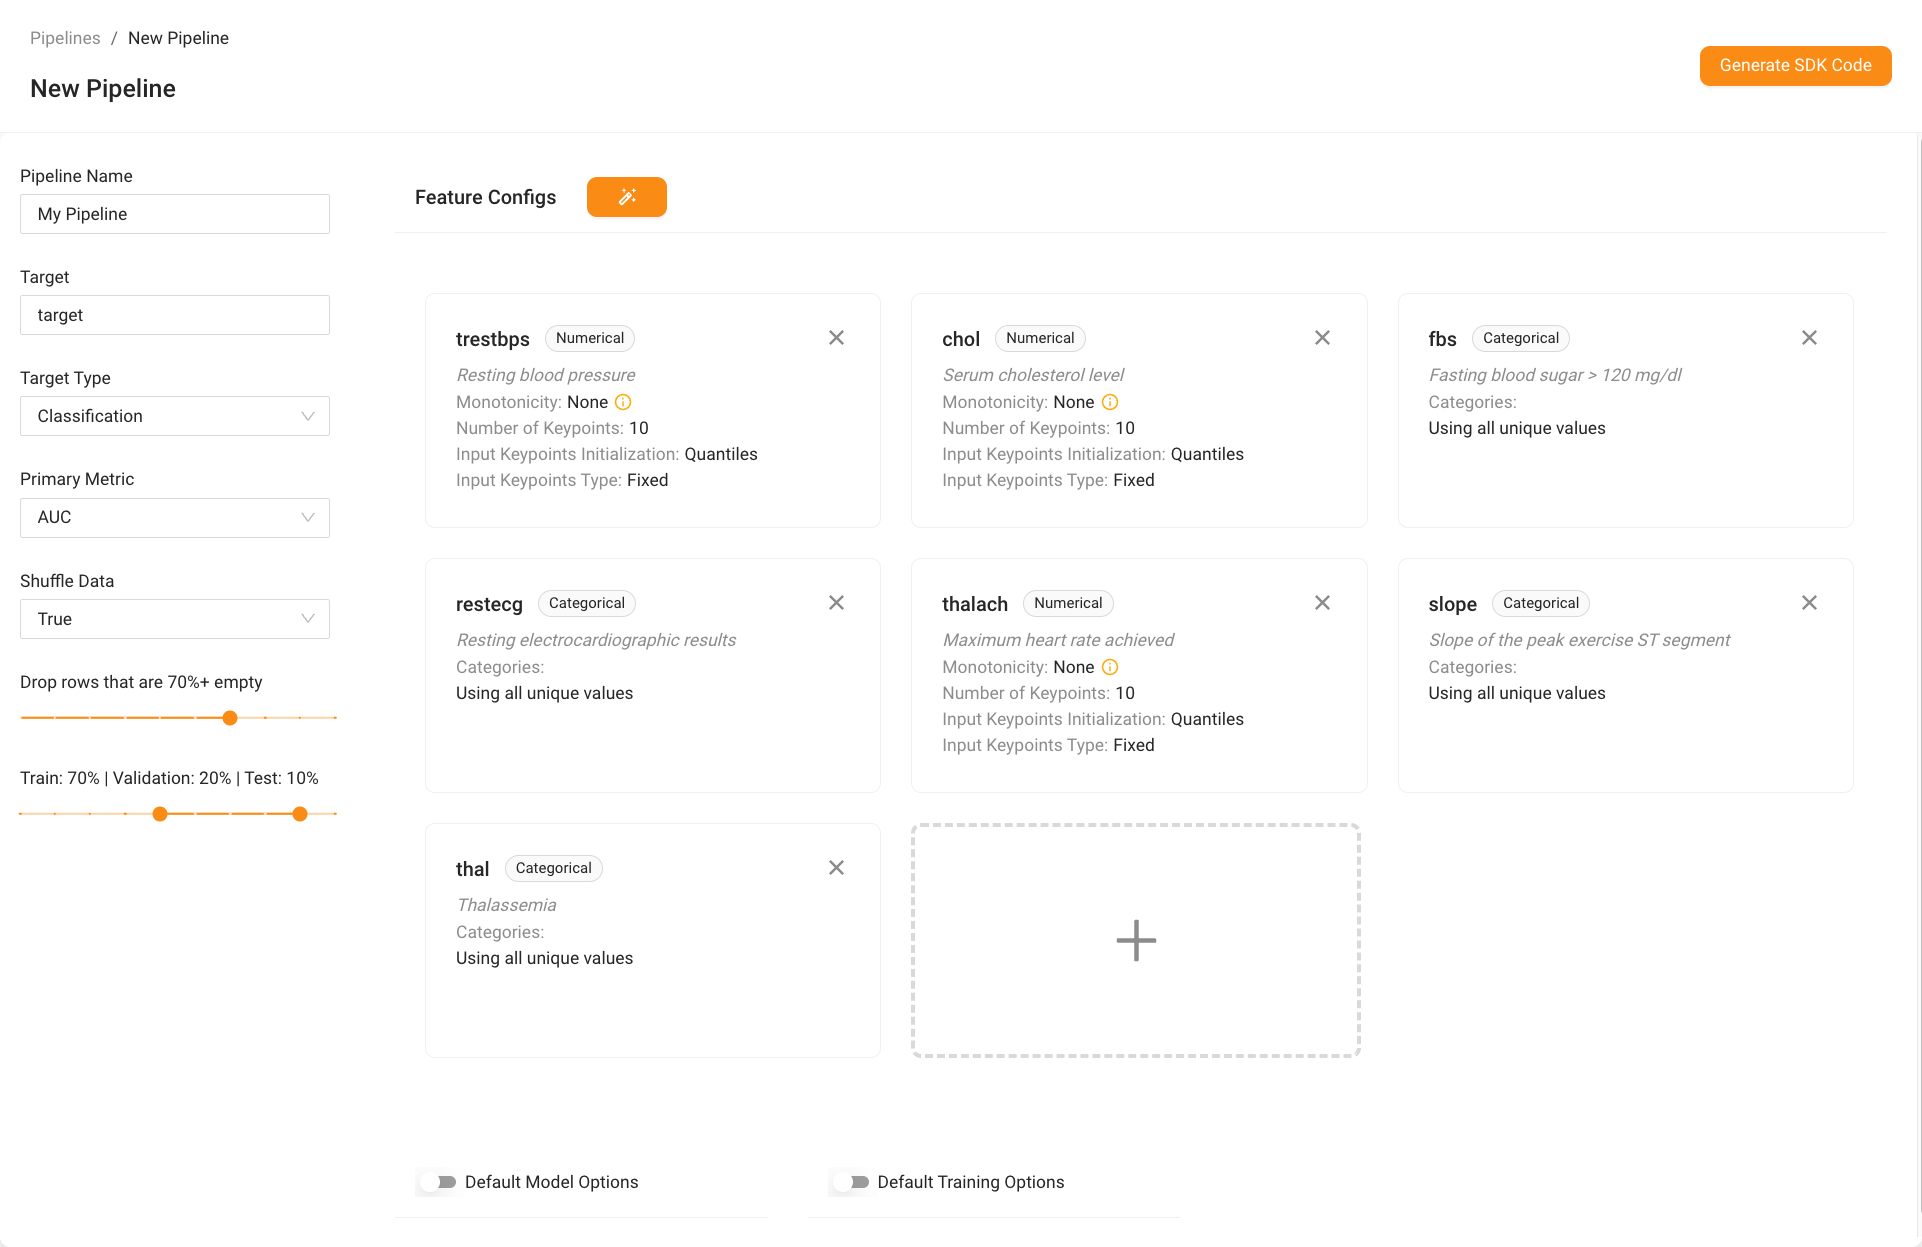 Pipelines / New Pipeline
New Pipeline
Generate SDK Code
Pipeline Name
My Pipeline
Target
target
Target Type
Classification
Primary Metric
AUC
Shuffle Data
True
Drop rows that are 70%+ empty
Train: 70% | Validation: 20% | Test: 10%
Feature Configs
trestbps Numerical
Resting blood pressure
Monotonicity: None
Number of Keypoints: 10
Input Keypoints Initialization: Quantiles
Input Keypoints Type: Fixed
chol Numerical
Serum cholesterol level
Monotonicity: None
Number of Keypoints: 10
Input Keypoints Initialization: Quantiles
Input Keypoints Type: Fixed
fbs Categorical
Fasting blood sugar > 120 mg/dl
Categories:
Using all unique values
restecg Categorical
Resting electrocardiographic results
Categories:
Using all unique values
thalach Numerical
Maximum heart rate achieved
Monotonicity: None
Number of Keypoints: 10
Input Keypoints Initialization: Quantiles
Input Keypoints Type: Fixed
slope Categorical
Slope of the peak exercise ST segment
Categories:
Using all unique values
thal Categorical
Thalassemia
Categories:
Using all unique values
Default Model Options
Default Training Options